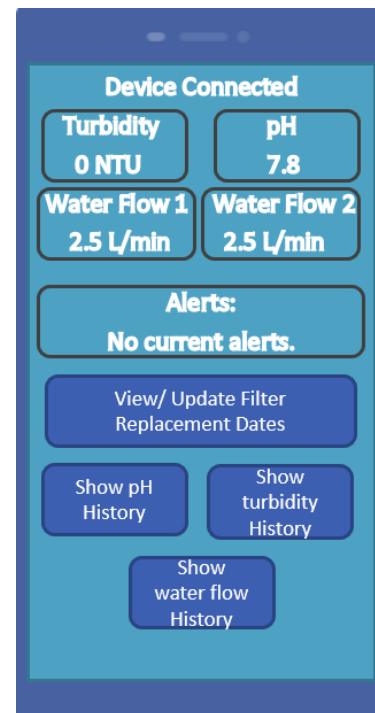 Device Connected
Turbidity
0 NTU
pH
7.8
Water Flow 1
2.5 L/min
Water Flow 2
2.5 L/min
Alerts:
No current alerts.
View/ Update Filter
Replacement Dates
Show pH
History
Show
turbidity
History
Show
water flow
History